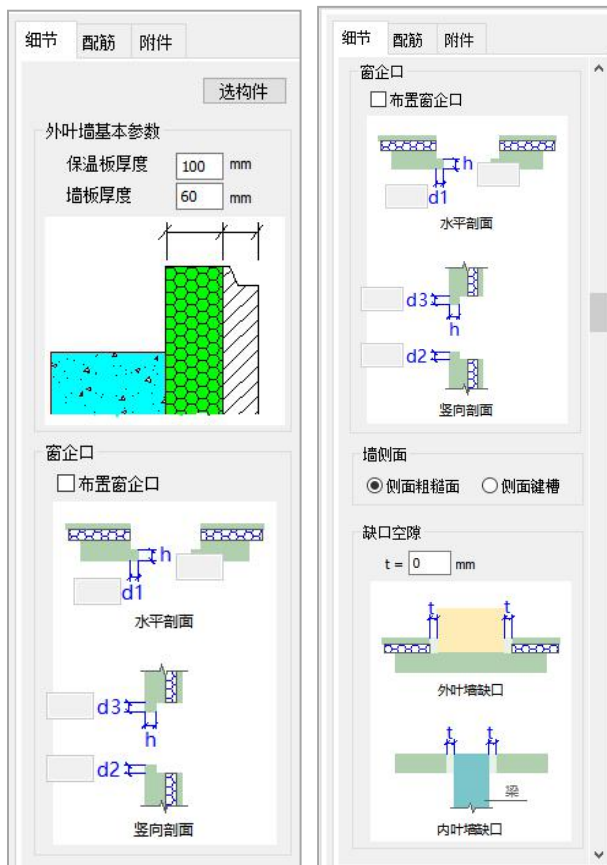 细节 配筋 附件
选构件
外叶墙基本参数
保温板厚度 100 mm
墙板厚度 60 mm
窗企口
布置窗企口
h
d1
水平剖面
d3
h
d2
竖向剖面
细节 配筋 附件
窗企口
布置窗企口
h
d1
水平剖面
d3
h
d2
竖向剖面
墙侧面
侧面粗糙面 侧面键槽
缺口空隙
t = 0 mm
t t
外叶墙缺口
t t
梁
内叶墙缺口